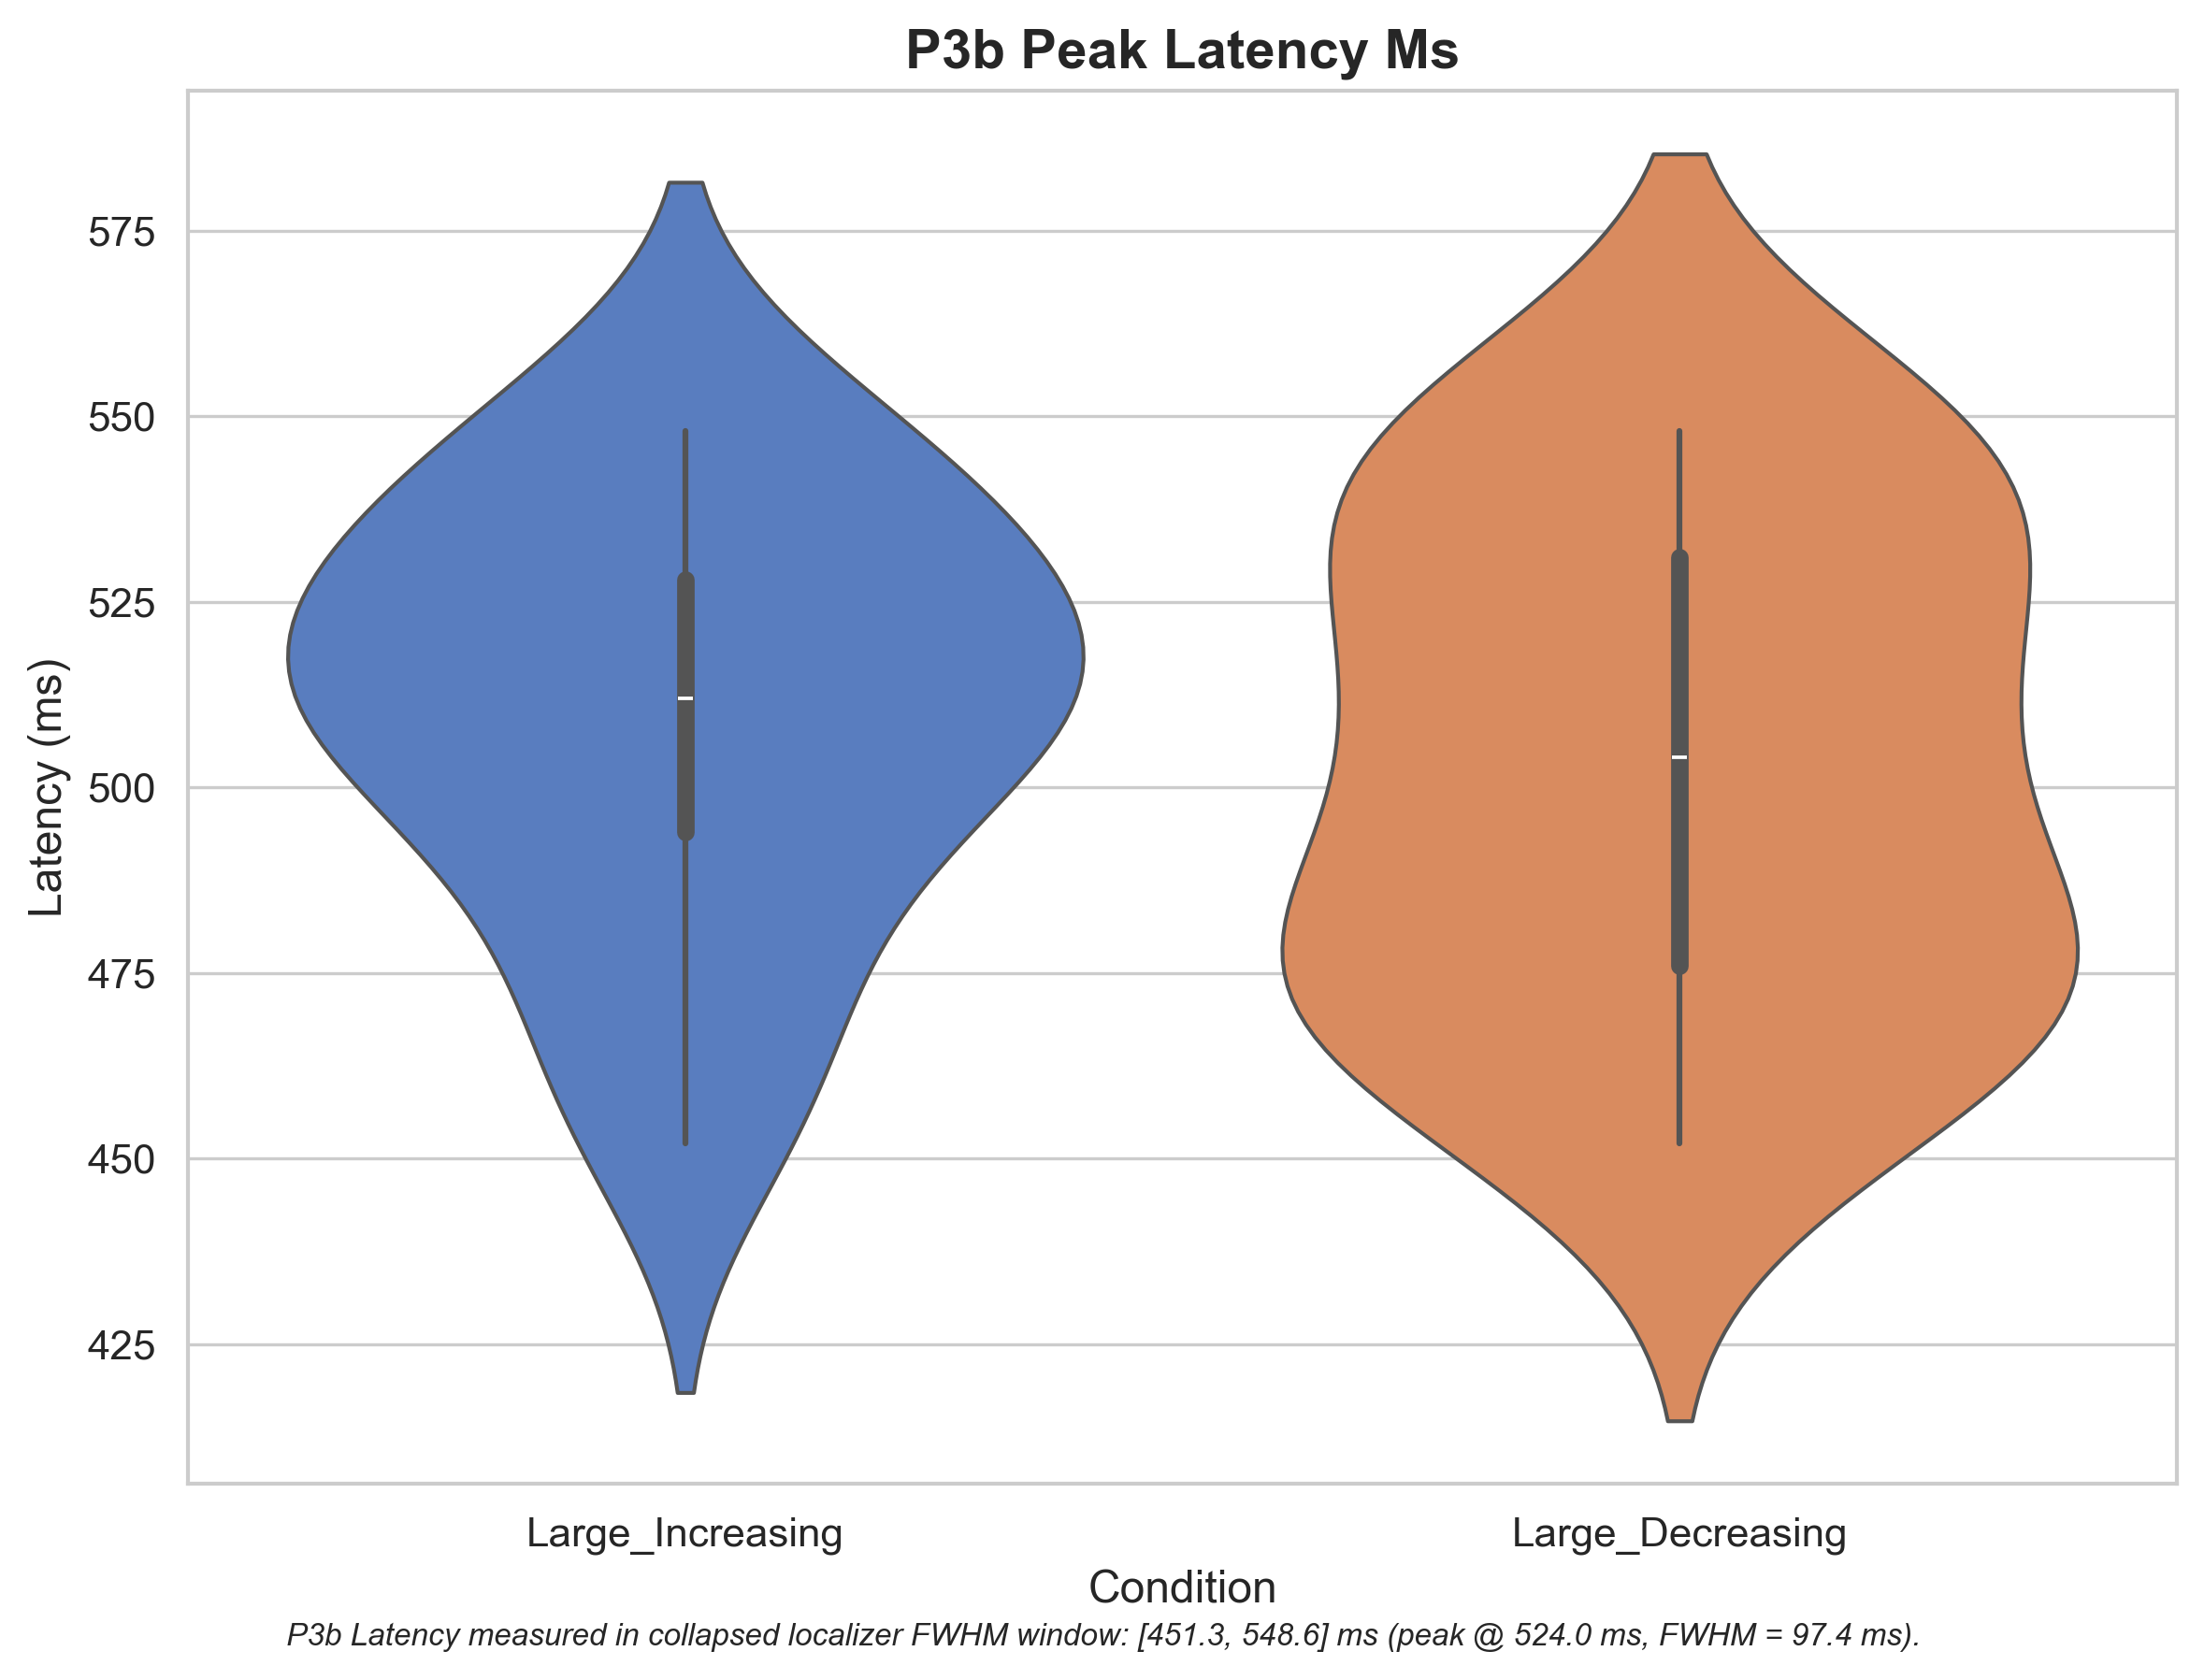 P3b Peak Latency Ms
Latency (ms)
575
550
525
500
475
450
425
Large_Increasing
Large_Decreasing
Condition
P3b Latency measured in collapsed localizer FWHM window: [451.3, 548.6] ms (peak @ 524.0 ms, FWHM = 97.4 ms).